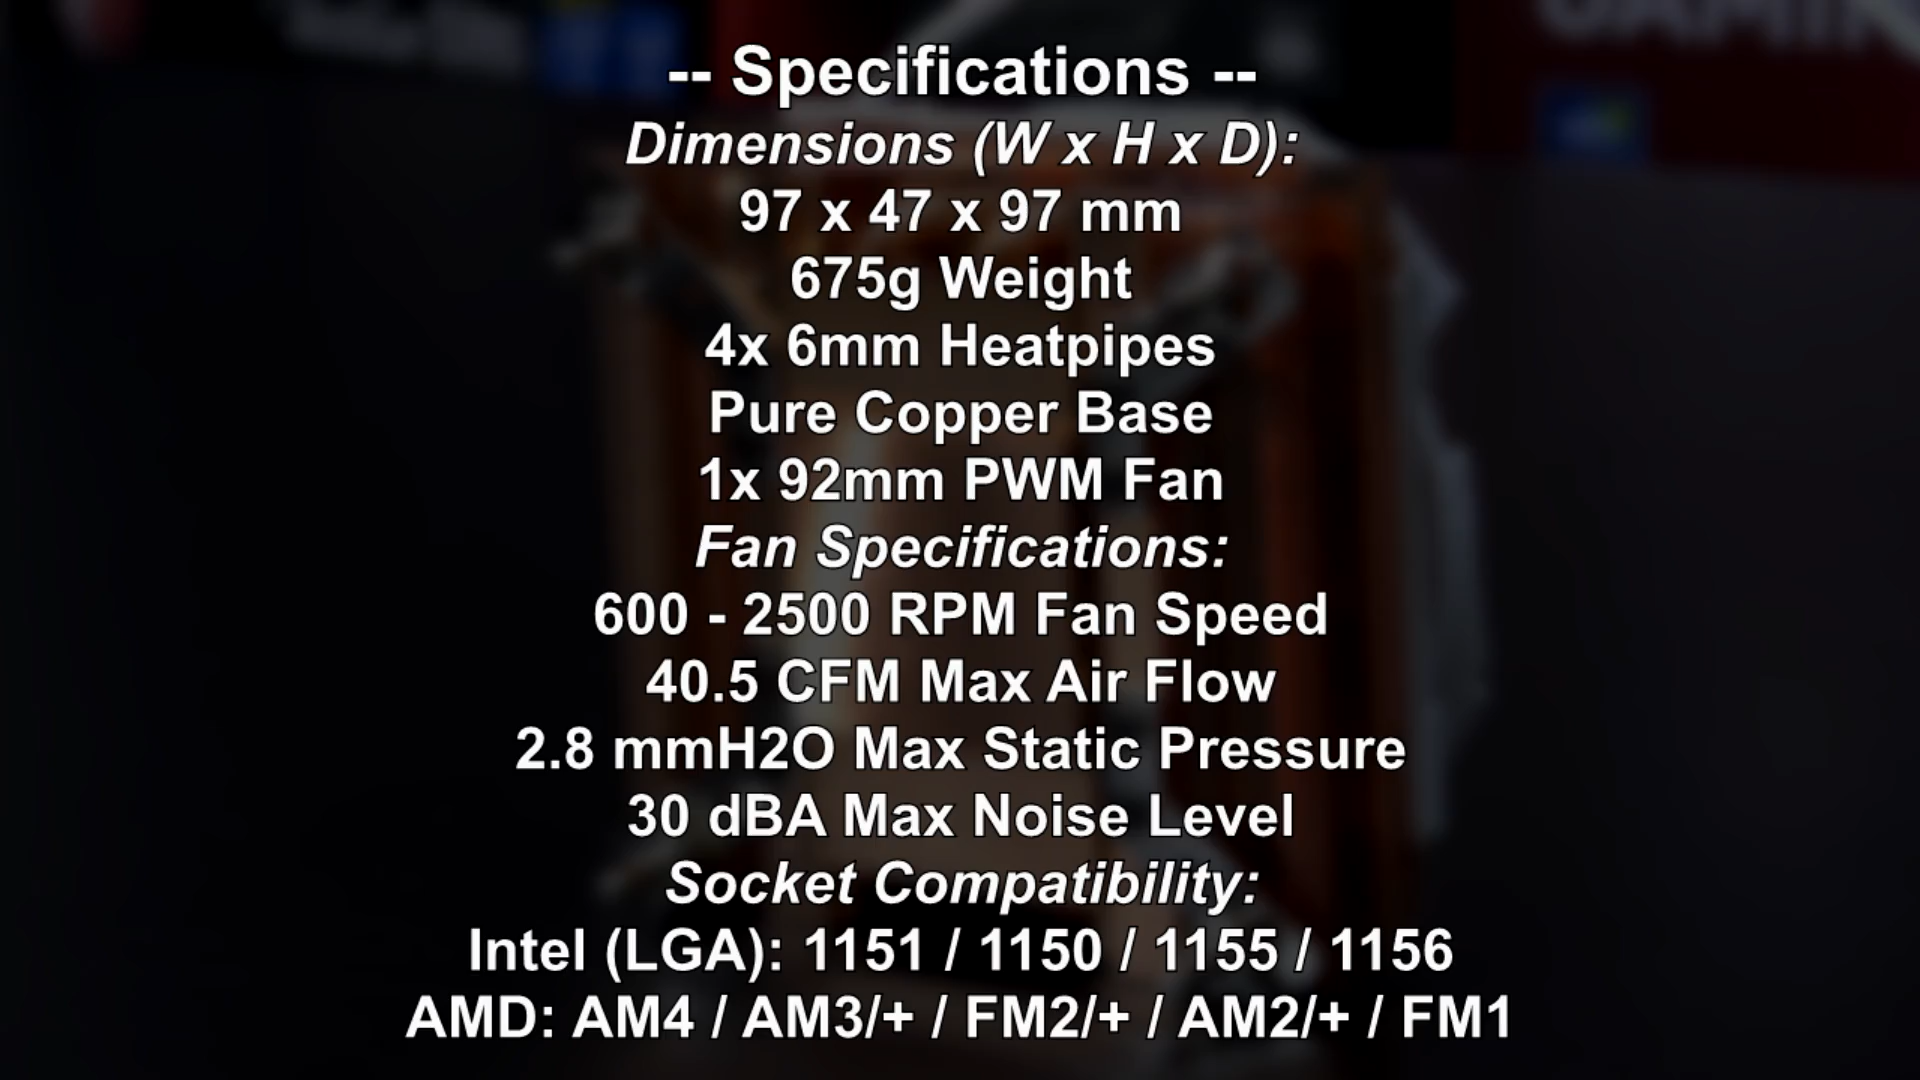 -- Specifications --
Dimensions (W x H x D):
97 x 47 x 97 mm
675g Weight
4x 6mm Heatpipes
Pure Copper Base
1x 92mm PWM Fan
Fan Specifications:
600 - 2500 RPM Fan Speed
40.5 CFM Max Air Flow
2.8 mmH2O Max Static Pressure
30 dBA Max Noise Level
Socket Compatibility:
Intel (LGA): 1151 / 1150 / 1155 / 1156
AMD: AM4 / AM3/+ / FM2/+ / AM2/+ / FM1